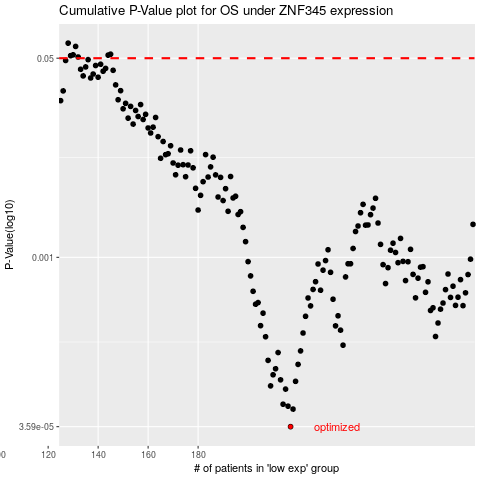 Cumulative P-Value plot for OS under ZNF345 expression
0.05
P-Value(log10)
0.001
3.59e-05
optimized
00 120 140 160 180
# of patients in 'low exp' group